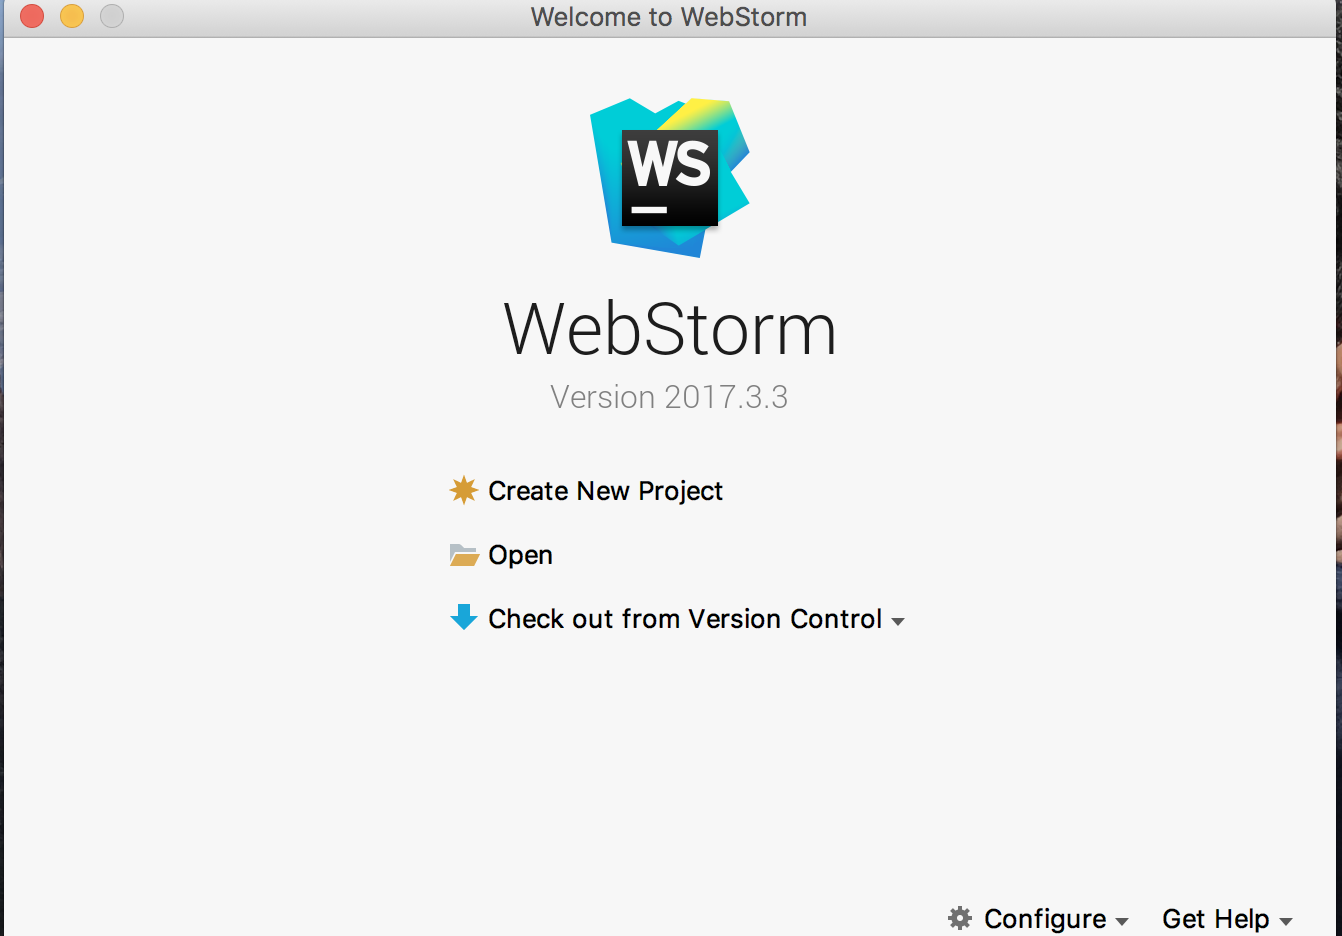 Welcome to WebStorm
WS
WebStorm
Version 2017.3.3
Create New Project
Open
Check out from Version Control
Configure
Get Help